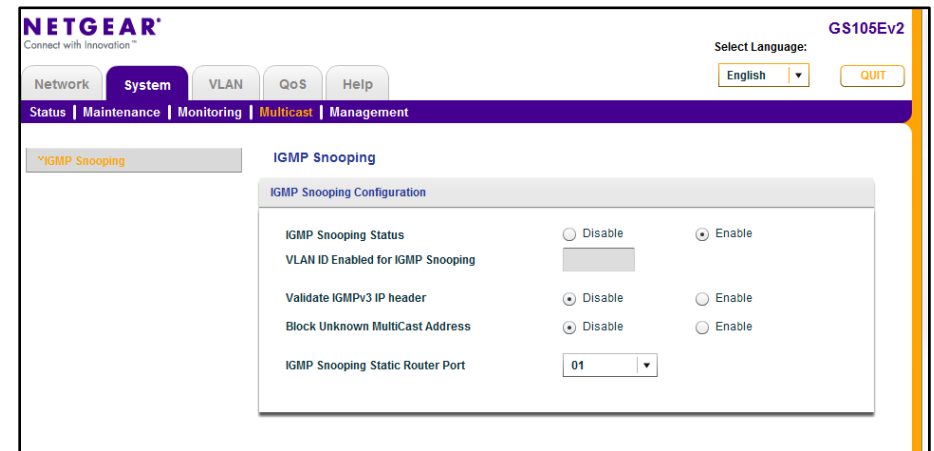 NETGEAR®
Connect with Innovation™
GS105Ev2
Select Language:
English
QUIT
Network System VLAN QoS Help
Status | Maintenance | Monitoring | Multicast | Management
IGMP Snooping
IGMP Snooping
IGMP Snooping Configuration
IGMP Snooping Status Disable Enable
VLAN ID Enabled for IGMP Snooping
Validate IGMPv3 IP header Disable Enable
Block Unknown MultiCast Address Disable Enable
IGMP Snooping Static Router Port 01